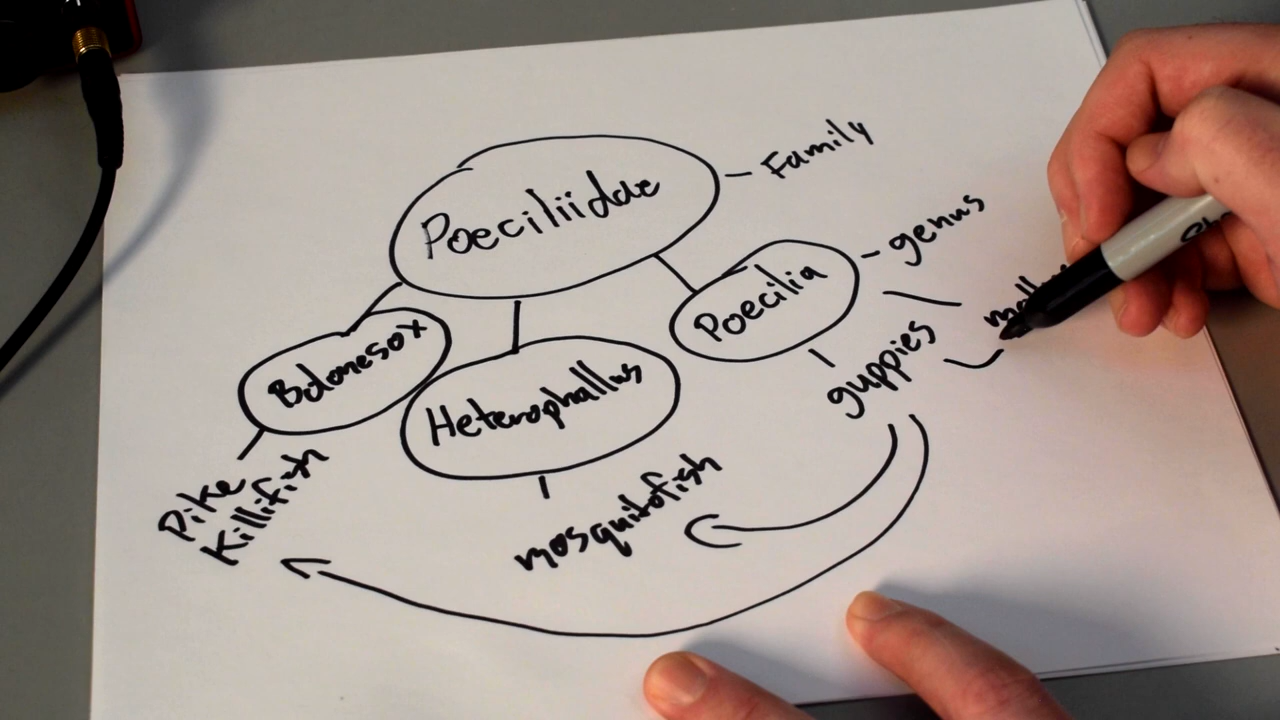 Poeciliidae
- Family
Poecilia
- genus
Belonesox
Heterophallus
guppies
Pike
Killifish
mosquitofish